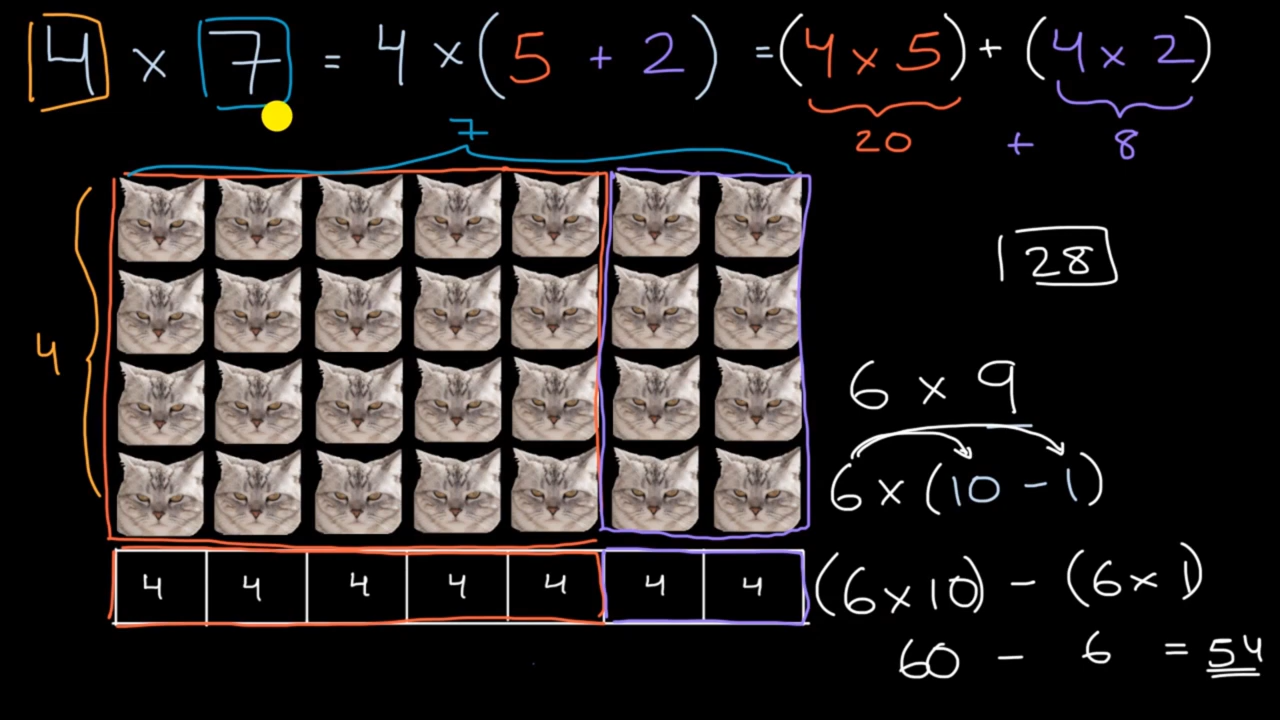 4 x 7 = 4 x (5 + 2) = (4 x 5) + (4 x 2)
20 + 8
7
28
4
6 x 9
6 x (10 - 1)
4 4 4 4 4 4 4
(6 x 10) - (6 x 1)
60 - 6 = 54